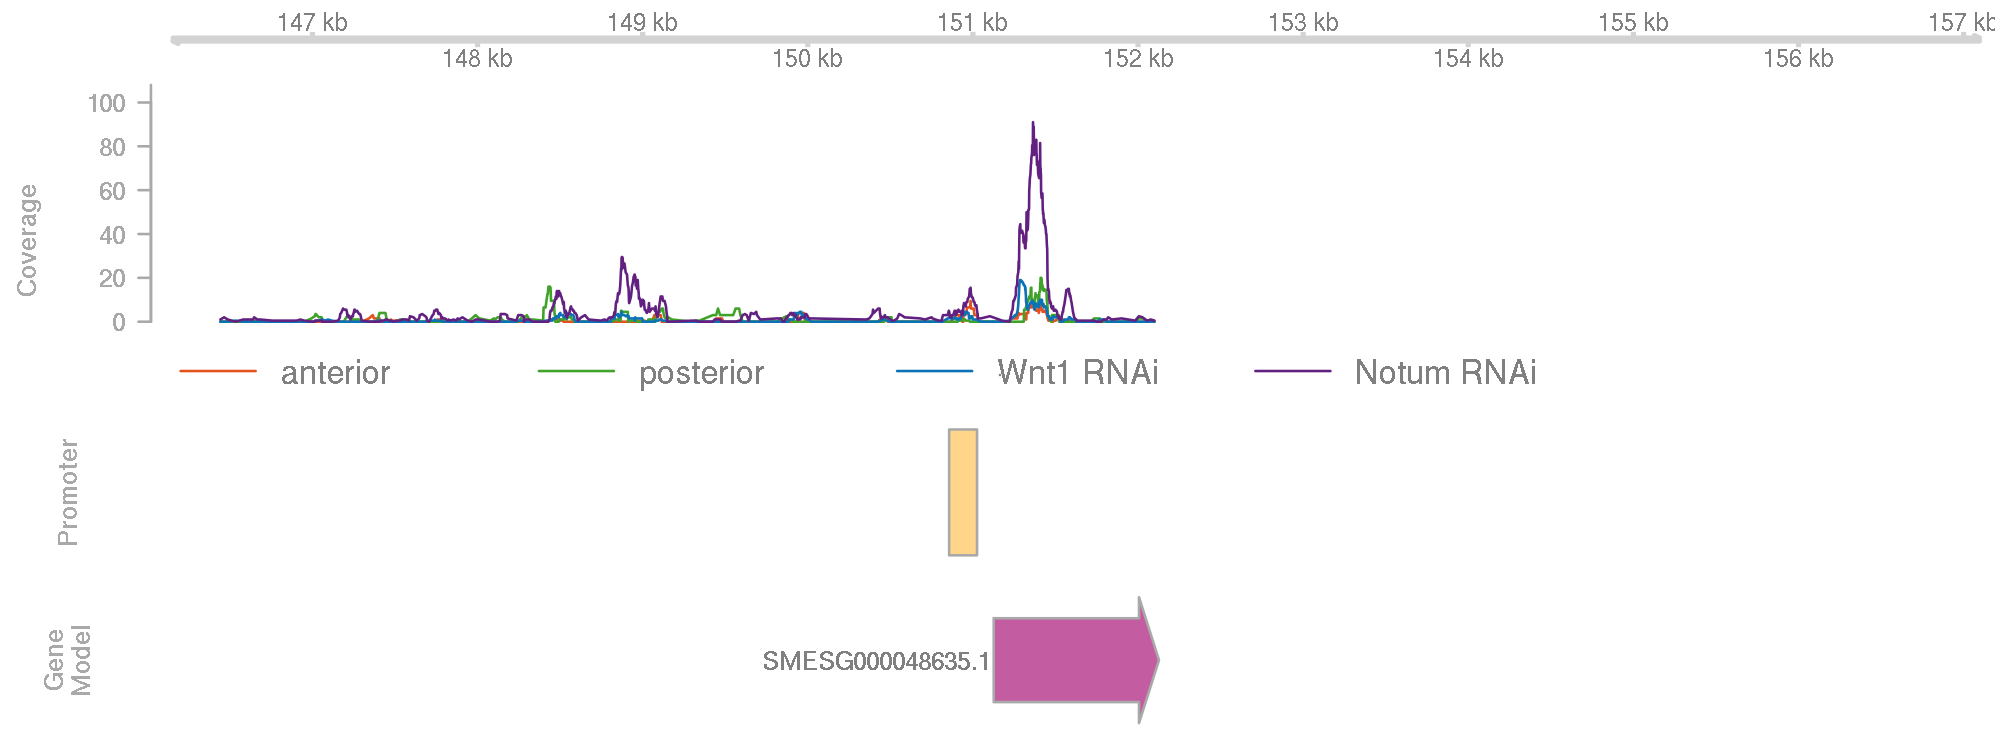 147 kb 149 kb 151 kb 153 kb 155 kb 157 kb
148 kb 150 kb 152 kb 154 kb 156 kb
100
80
60
40
20
0
Coverage
anterior posterior Wnt1 RNAi Notum RNAi
Promoter
Gene
Model
SMESG000048635.1